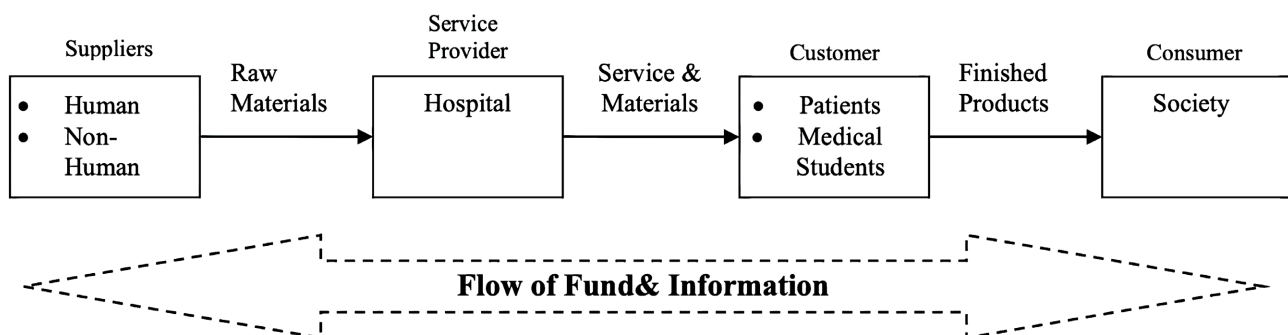 Suppliers
• Human
• Non-
Human
Raw
Materials
Service
Provider
Hospital
Service &
Materials
Customer
• Patients
• Medical
Students
Finished
Products
Consumer
Society
Flow of Fund& Information